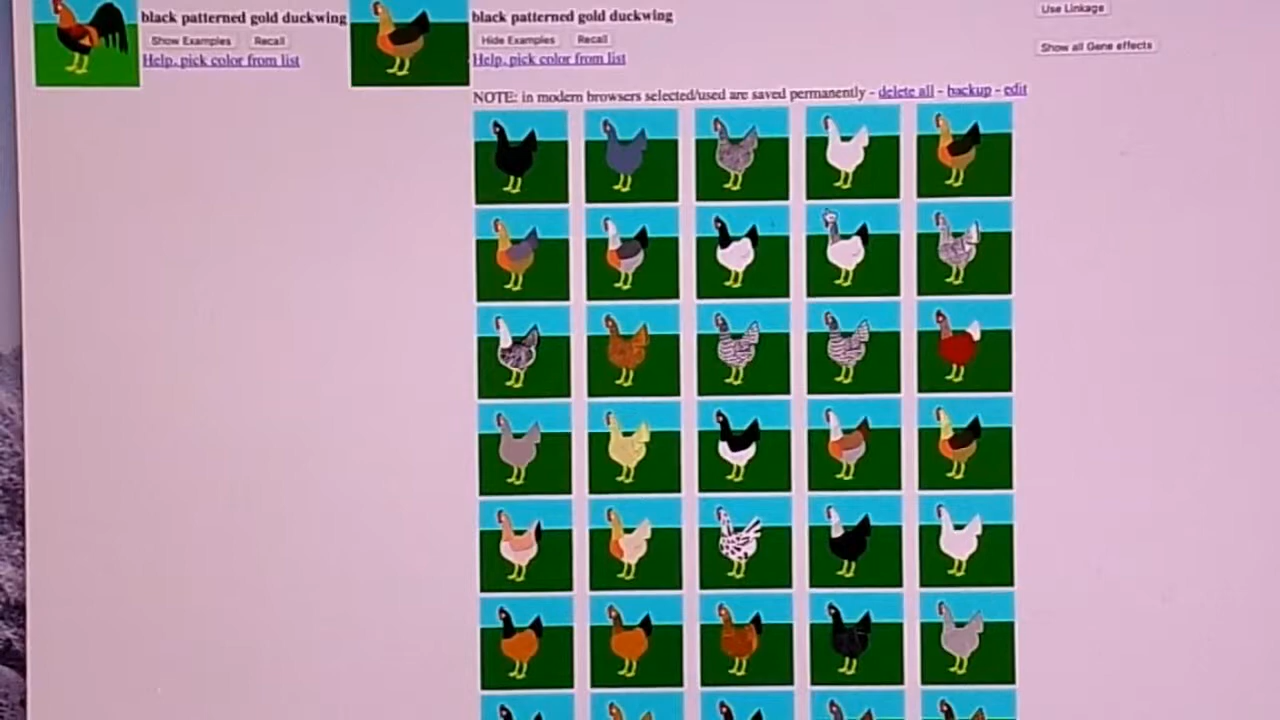 black patterned gold duckwing
Show Examples Recall
Help, pick color from list
black patterned gold duckwing
Hide Examples Recall
Help, pick color from list
Use Linkage
Show all Gene effects
NOTE: in modern browsers selected/used are saved permanently - delete all - backup - edit